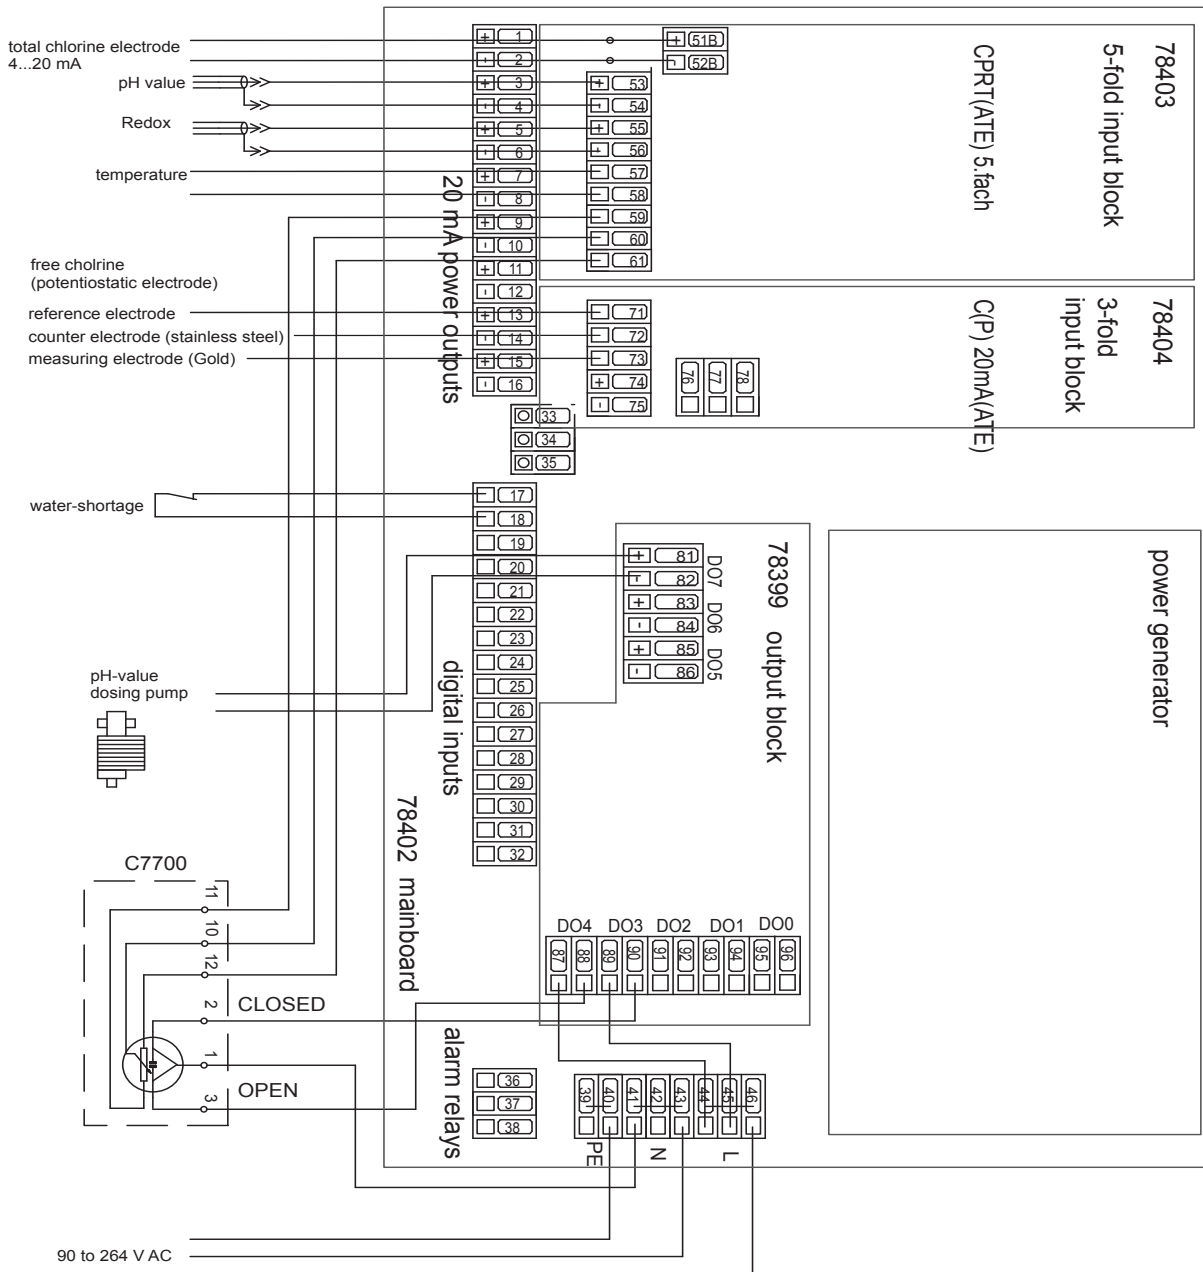 total chlorine electrode
4...20 mA
pH value
Redox
temperature
free cholrine
(potentiostatic electrode)
reference electrode
counter electrode (stainless steel)
measuring electrode (Gold)
water-shortage
pH-value
dosing pump
C7700
11
10
12
2 CLOSED
1
3 OPEN
90 to 264 V AC
+ 1
- 2
+ 3
- 4
+ 5
- 6
+ 7
- 8
+ 9
- 10
+ 11
- 12
+ 13
- 14
+ 15
- 16
20 mA power outputs
33
34
35
17
18
19
20
21
22
23
24
25
26
27
28
29
30
31
32
digital inputs
78402 mainboard
36
37
38
alarm relays
+ 51B
- 52B
+ 53
- 54
+ 55
- 56
57
58
59
60
61
78403
5-fold input block
CPRT(ATE) 5.fach
71
72
73
+ 74
- 75
76 77 78
78404
3-fold
input block
C(P) 20mA(ATE)
+ 81
- 82
+ 83
- 84
+ 85
- 86
DO7
DO6
DO5
78399 output block
DO4 DO3 DO2 DO1 DO0
87 88 89 90 91 92 93 94 95 96
39 40 41 42 43 44 45 46
PE N L
power generator